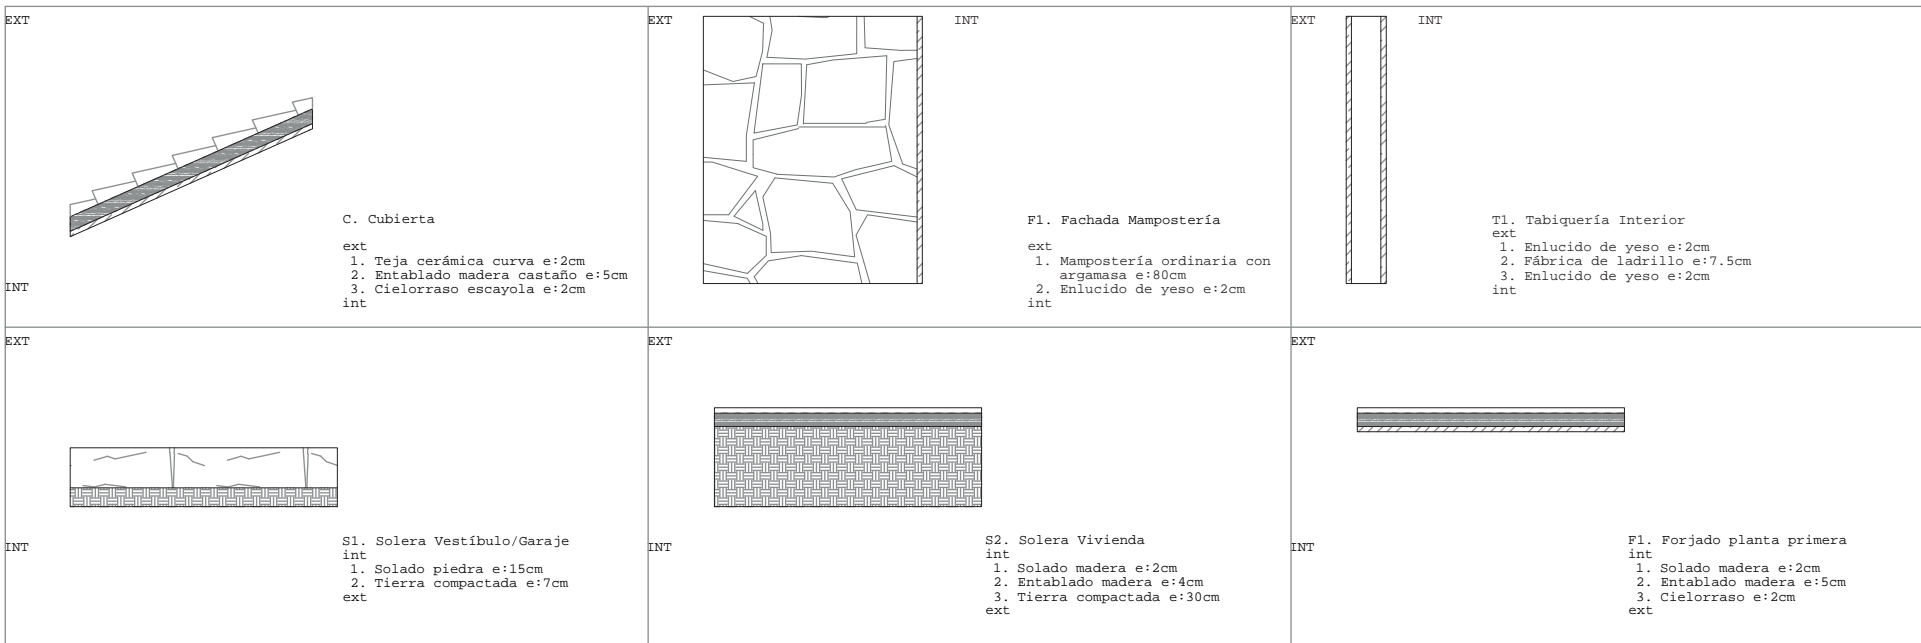 EXT
C. Cubierta
ext
1. Teja cerámica curva e:2cm
2. Entablado madera castaño e:5cm
3. Cielorraso escayola e:2cm
int
INT
EXT
INT
F1. Fachada Mampostería
ext
1. Mampostería ordinaria con
argamasa e:80cm
2. Enlucido de yeso e:2cm
int
EXT
INT
T1. Tabiquería Interior
ext
1. Enlucido de yeso e:2cm
2. Fábrica de ladrillo e:7.5cm
3. Enlucido de yeso e:2cm
int
EXT
INT
S1. Solera Vestíbulo/Garaje
int
1. Solado piedra e:15cm
2. Tierra compactada e:7cm
ext
EXT
INT
S2. Solera Vivienda
int
1. Solado madera e:2cm
2. Entablado madera e:4cm
3. Tierra compactada e:30cm
ext
EXT
INT
F1. Forjado planta primera
int
1. Solado madera e:2cm
2. Entablado madera e:5cm
3. Cielorraso e:2cm
ext